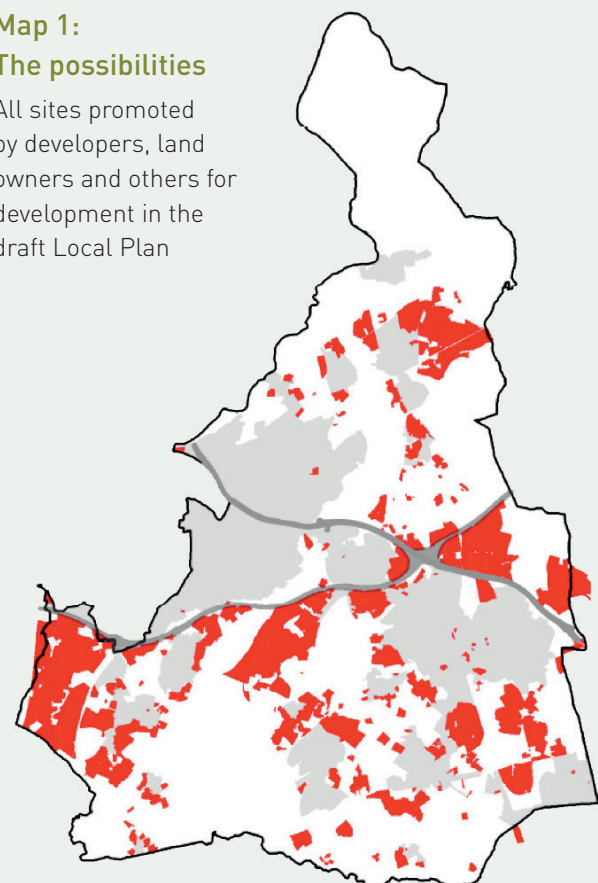 Map 1:
The possibilities
All sites promoted
by developers, land
owners and others for
development in the
draft Local Plan